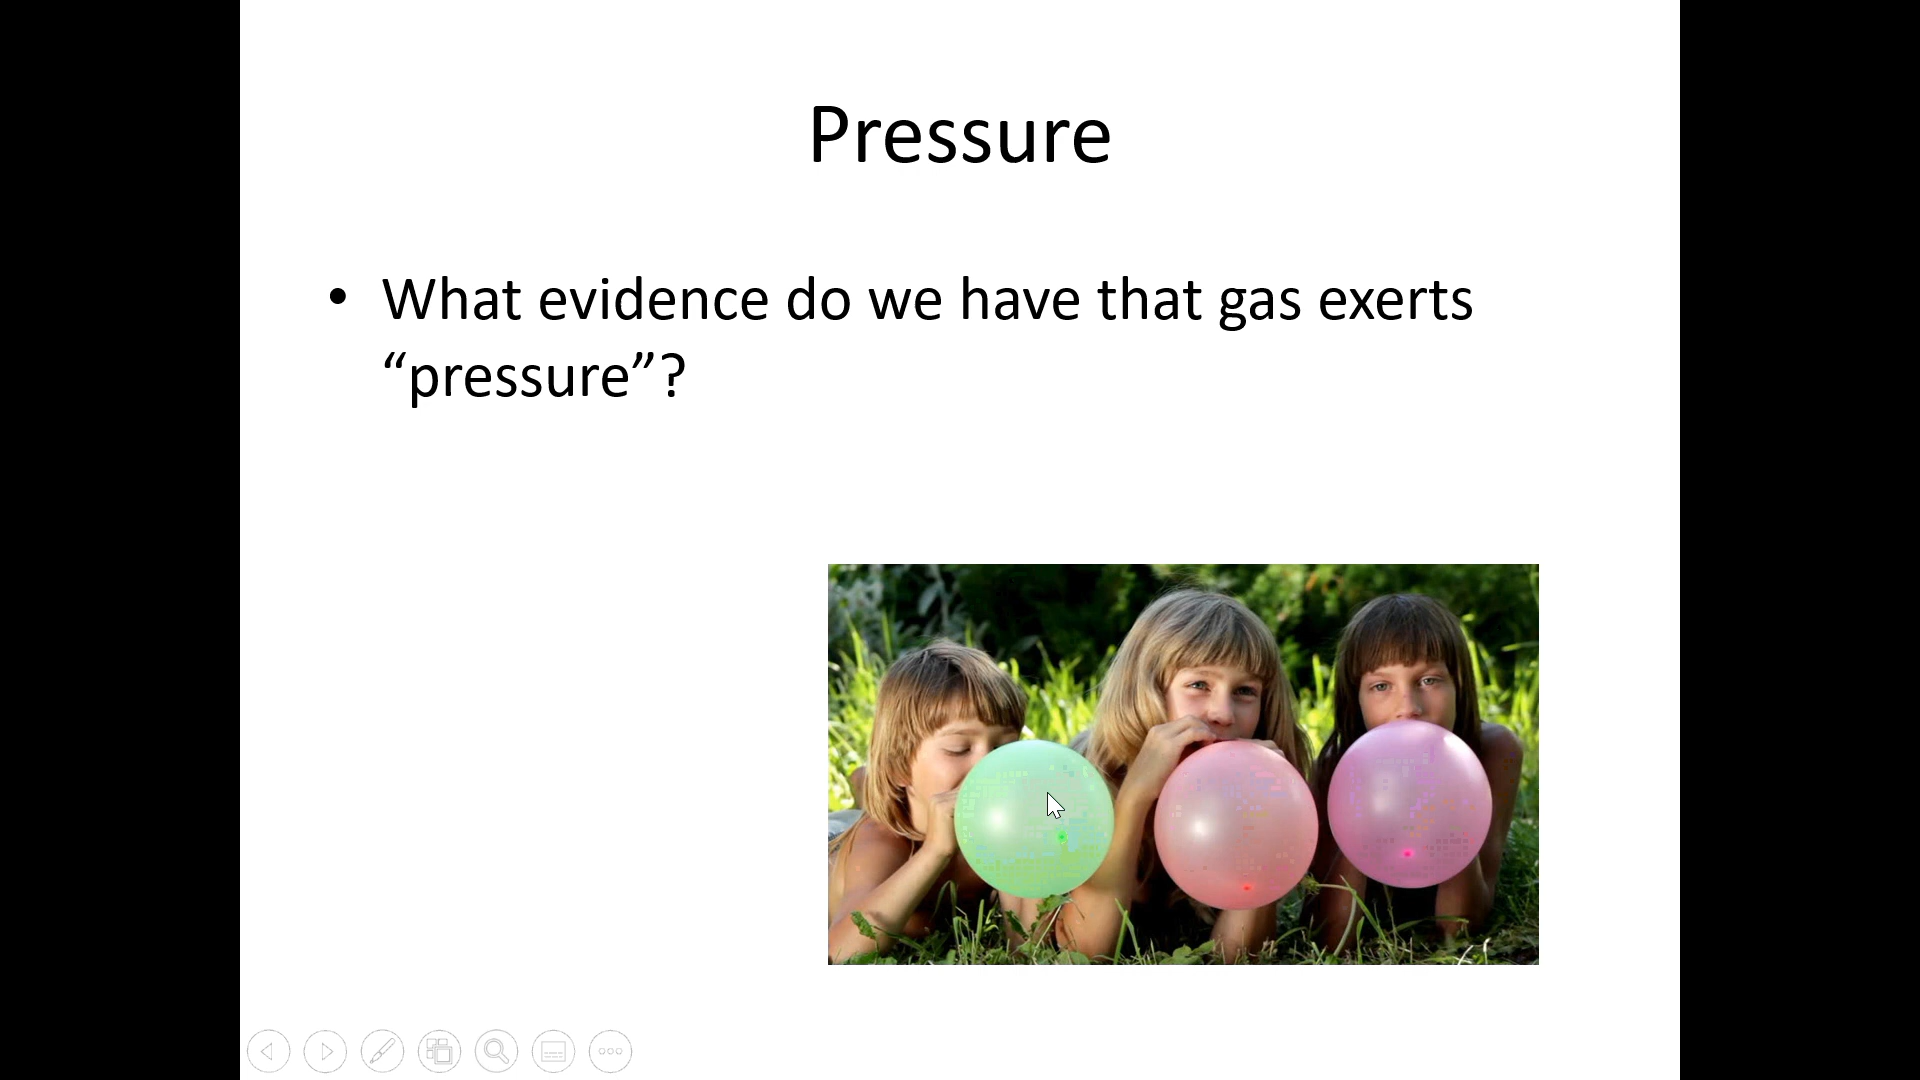 Pressure
• What evidence do we have that gas exerts
“pressure”?